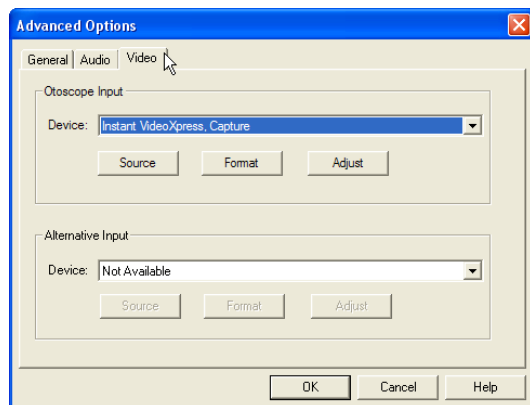 Advanced Options
General Audio Video
Otoscope Input
Device: Instant VideoXpress, Capture
Source Format Adjust
Alternative Input
Device: Not Available
Source Format Adjust
OK Cancel Help